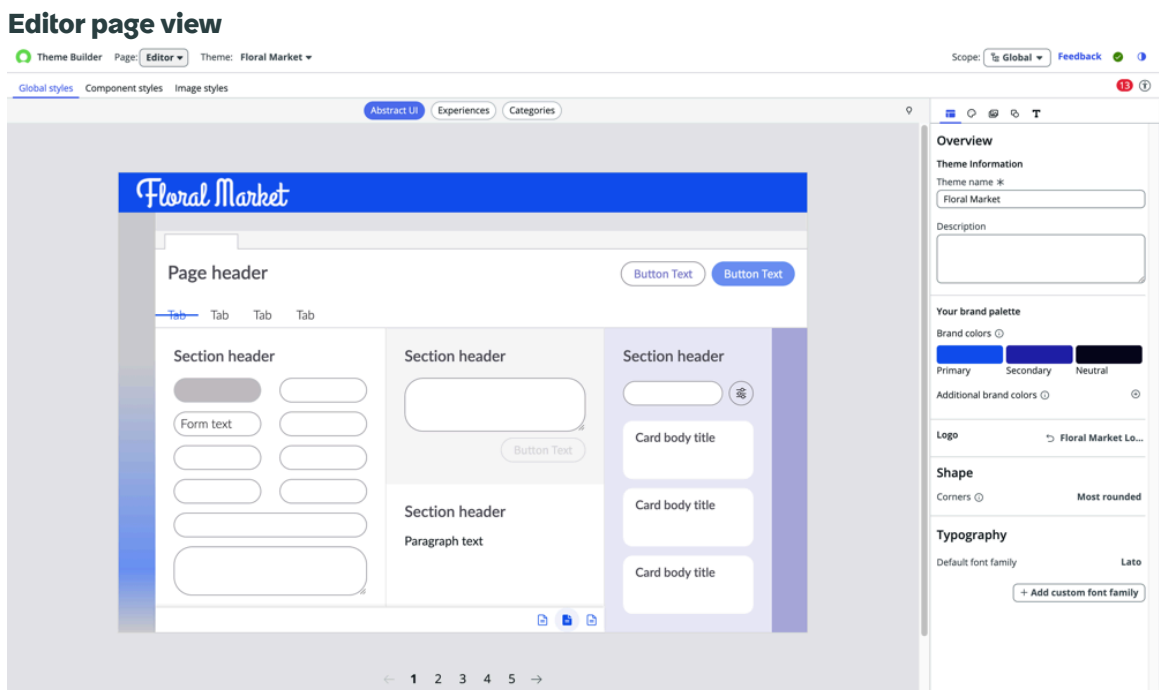 Editor page view
Theme Builder Page: Editor Theme: Floral Market Scope: Global Feedback
Global styles Component styles Image styles 13
Abstract UI Experiences Categories
Floral Market
Page header Button Text Button Text
Tab Tab Tab Tab
Section header Section header Section header
Form text
Card body title
Button Text
Card body title
Section header
Paragraph text
Card body title
1 2 3 4 5
Overview
Theme Information
Theme name *
Floral Market
Description
Your brand palette
Brand colors
Primary Secondary Neutral
Additional brand colors
Logo Floral Market Lo...
Shape
Corners Most rounded
Typography
Default font family Lato
+ Add custom font family